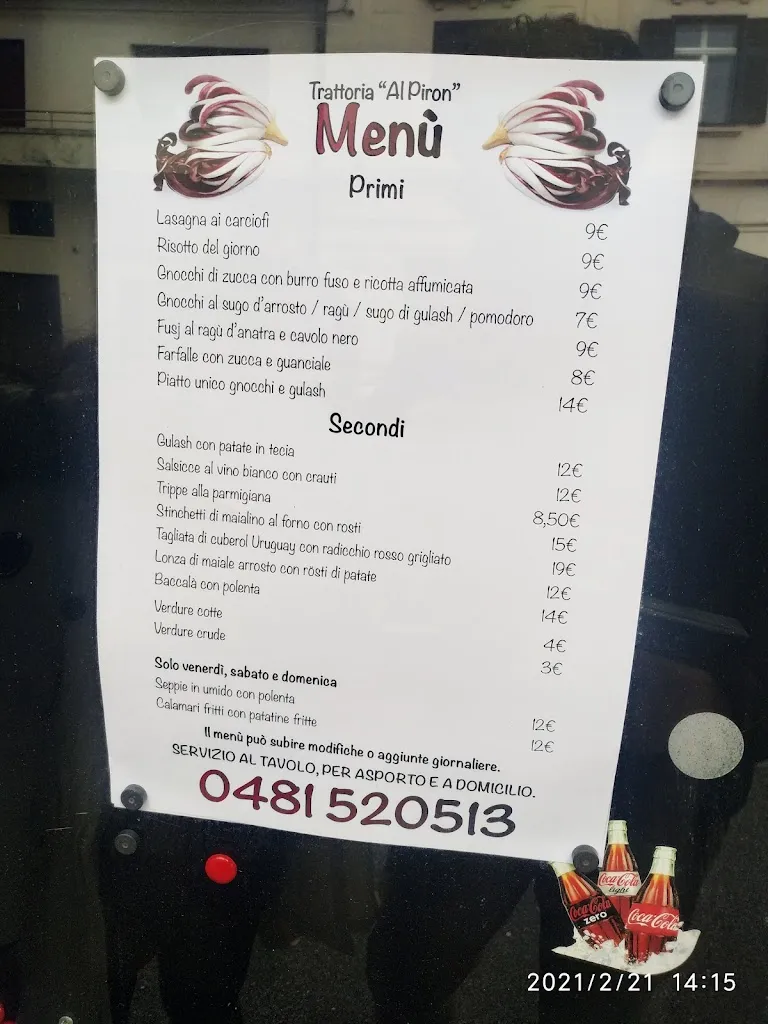 Trattoria "Al Piron"
Menù
Primi
Lasagna ai carciofi 9€
Risotto del giorno 9€
Gnocchi di zucca con burro fuso e ricotta affumicata 9€
Gnocchi al sugo d'arrosto / ragù / sugo di gulash / pomodoro 7€
Fusj al ragù d'anatra e cavolo nero 9€
Farfalle con zucca e guanciale 8€
Piatto unico gnocchi e gulash 14€
Secondi
Gulash con patate in tecia 12€
Salsicce al vino bianco con crauti 12€
Trippe alla parmigiana 8,50€
Stinchetti di maialino al forno con rosti 15€
Tagliata di cuberol Uruguay con radicchio rosso grigliato 19€
Lonza di maiale arrosto con rösti di patate 12€
Baccalà con polenta 14€
Verdure cotte 4€
Verdure crude 3€
Solo venerdì, sabato e domenica
Seppie in umido con polenta 12€
Calamari fritti con patatine fritte 12€
Il menù può subire modifiche o aggiunte giornaliere.
SERVIZIO AL TAVOLO, PER ASPORTO E A DOMICILIO.
0481 520513
Coca-Cola light
Coca-Cola zero
Coca-Cola
2021/2/21 14:15